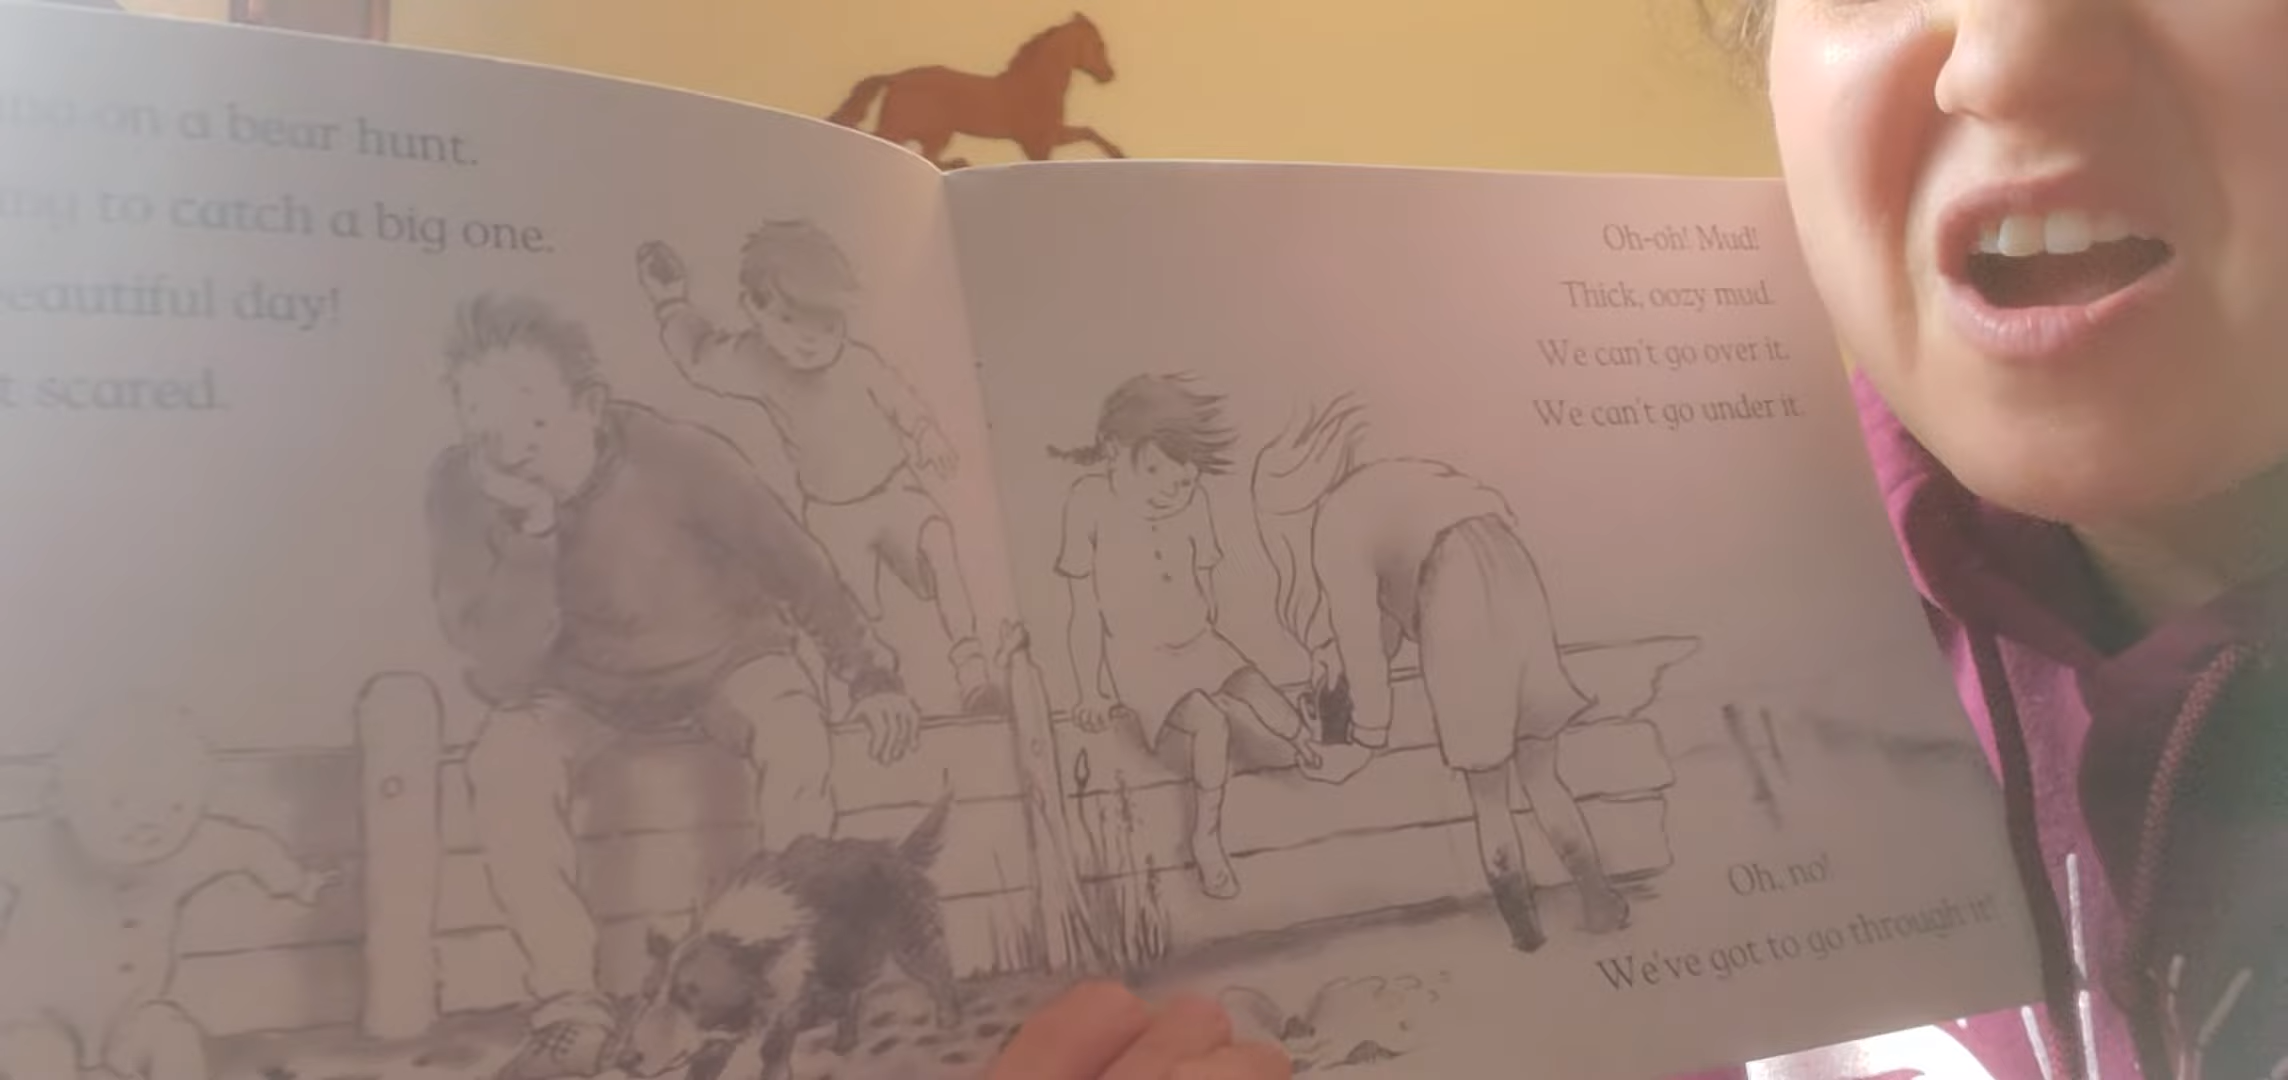 on a bear hunt.
to catch a big one.
beautiful day!
scared.
Oh-oh! Mud!
Thick, oozy mud.
We can't go over it.
We can't go under it.
Oh, no!
We've got to go through it!